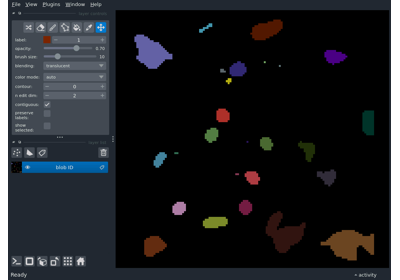 File View Plugins Window Help
label: 1
opacity: 0.70
brush size: 10
blending: translucent
color mode: auto
contour: 0
n edit dim: 2
contiguous:
preserve labels:
show selected:
blob ID
Ready
activity